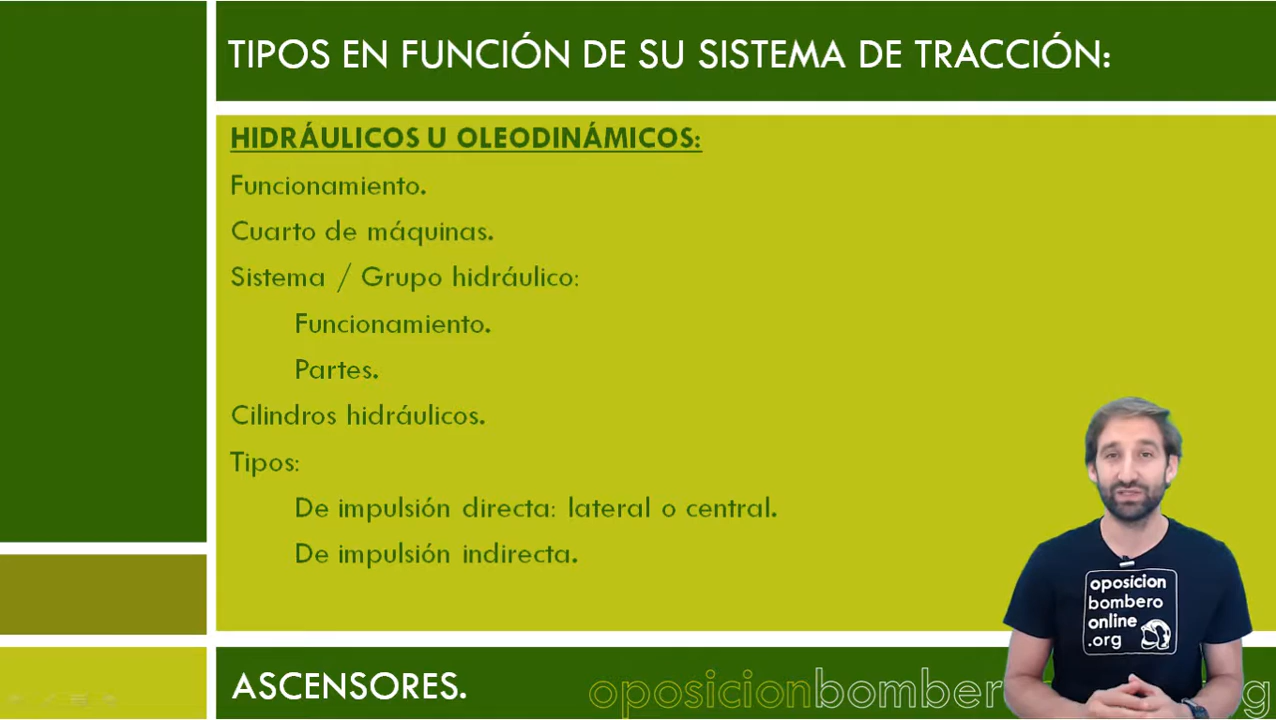 TIPOS EN FUNCIÓN DE SU SISTEMA DE TRACCIÓN:
HIDRÁULICOS U OLEODINÁMICOS:
Funcionamiento.
Cuarto de máquinas.
Sistema / Grupo hidráulico:
Funcionamiento.
Partes.
Cilindros hidráulicos.
Tipos:
De impulsión directa: lateral o central.
De impulsión indirecta.
oposicion
bombero
online
.org
ASCENSORES.
oposicionbomber
g